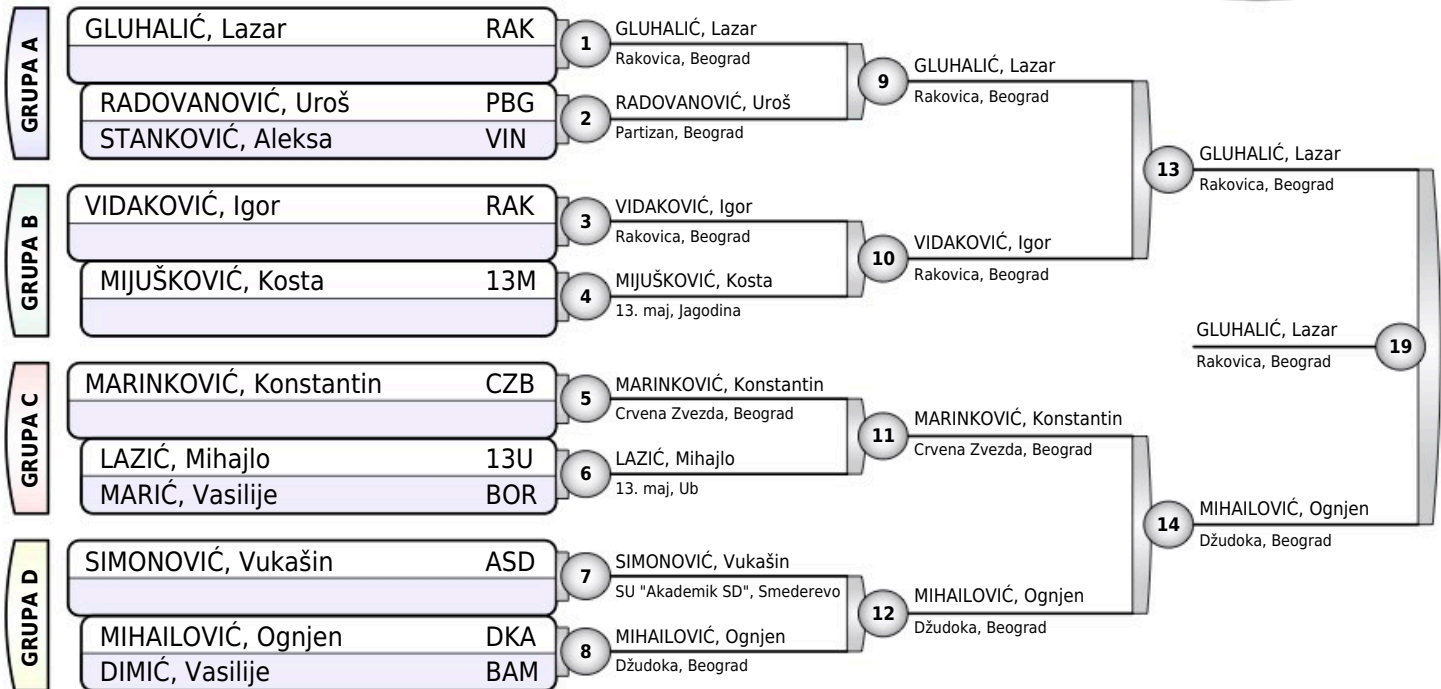 GRUPA A
GLUHALIĆ, Lazar RAK
RADOVANOVIĆ, Uroš PBG
STANKOVIĆ, Aleksa VIN
GRUPA B
VIDAKOVIĆ, Igor RAK
MIJUŠKOVIĆ, Kosta 13M
GRUPA C
MARINKOVIĆ, Konstantin CZB
LAZIĆ, Mihajlo 13U
MARIĆ, Vasilije BOR
GRUPA D
SIMONOVIĆ, Vukašin ASD
MIHAILOVIĆ, Ognjen DKA
DIMIĆ, Vasilije BAM
1 GLUHALIĆ, Lazar
Rakovica, Beograd
2 RADOVANOVIĆ, Uroš
Partizan, Beograd
3 VIDAKOVIĆ, Igor
Rakovica, Beograd
4 MIJUŠKOVIĆ, Kosta
13. maj, Jagodina
5 MARINKOVIĆ, Konstantin
Crvena Zvezda, Beograd
6 LAZIĆ, Mihajlo
13. maj, Ub
7 SIMONOVIĆ, Vukašin
SU "Akademik SD", Smederevo
8 MIHAILOVIĆ, Ognjen
Džudoka, Beograd
9 GLUHALIĆ, Lazar
Rakovica, Beograd
10 VIDAKOVIĆ, Igor
Rakovica, Beograd
11 MARINKOVIĆ, Konstantin
Crvena Zvezda, Beograd
12 MIHAILOVIĆ, Ognjen
Džudoka, Beograd
13 GLUHALIĆ, Lazar
Rakovica, Beograd
14 MIHAILOVIĆ, Ognjen
Džudoka, Beograd
GLUHALIĆ, Lazar 19
Rakovica, Beograd